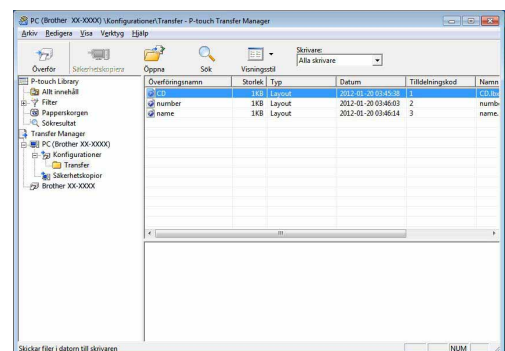 PC (Brother XX-XXXX) \Konfigurationer\Transfer - P-touch Transfer Manager
Arkiv Redigera Visa Verktyg Hjälp
Skrivare:
Alla skrivare
Överför Säkerhetskopiera Öppna Sök Visningsstil
P-touch Library
Allt innehåll
Filter
Papperskorgen
Sökresultat
Transfer Manager
PC (Brother XX-XXXX)
Konfigurationer
Transfer
Säkerhetskopior
Brother XX-XXXX
Överföringsnamn Storlek Typ Datum Tilldelningskod Namn
CD 1KB Layout 2012-01-20 03:45:38 1 CD.lbx
number 1KB Layout 2012-01-20 03:46:03 2 numb
name 1KB Layout 2012-01-20 03:46:14 3 name.
Skickar filer i datorn till skrivaren
NUM